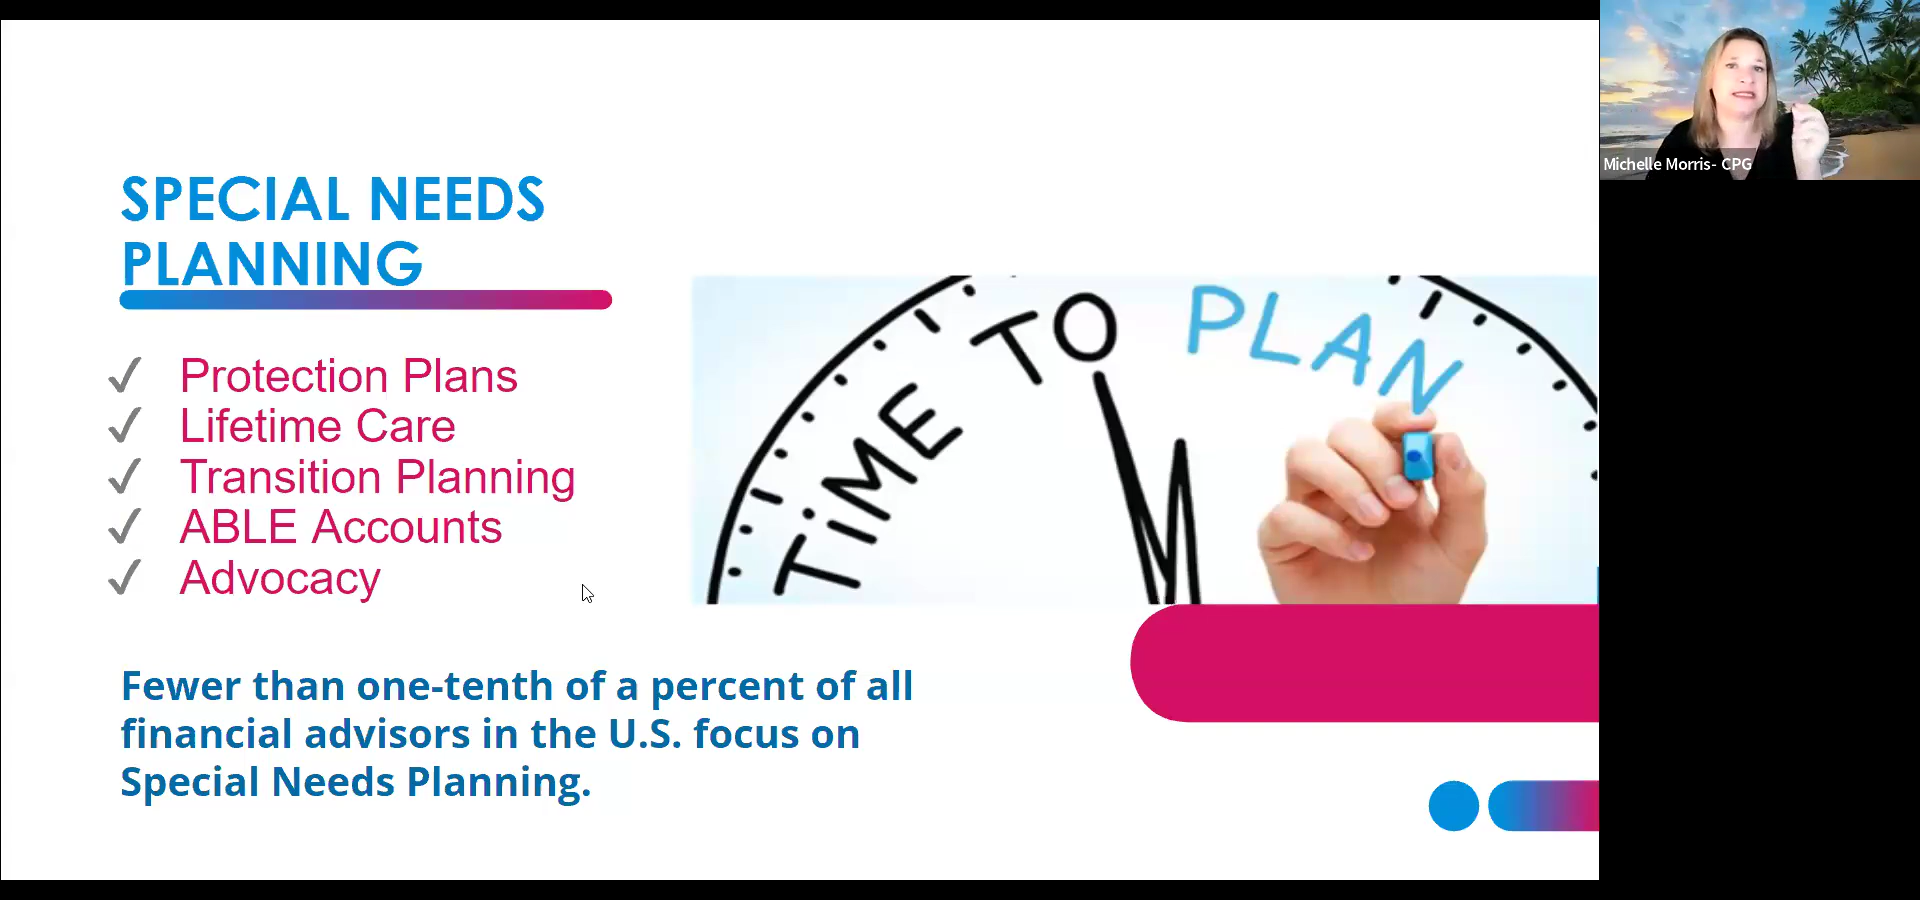 SPECIAL NEEDS
PLANNING
✓ Protection Plans
✓ Lifetime Care
✓ Transition Planning
✓ ABLE Accounts
✓ Advocacy
Fewer than one-tenth of a percent of all
financial advisors in the U.S. focus on
Special Needs Planning.
TiME TO PLAN
Michelle Morris- CPG